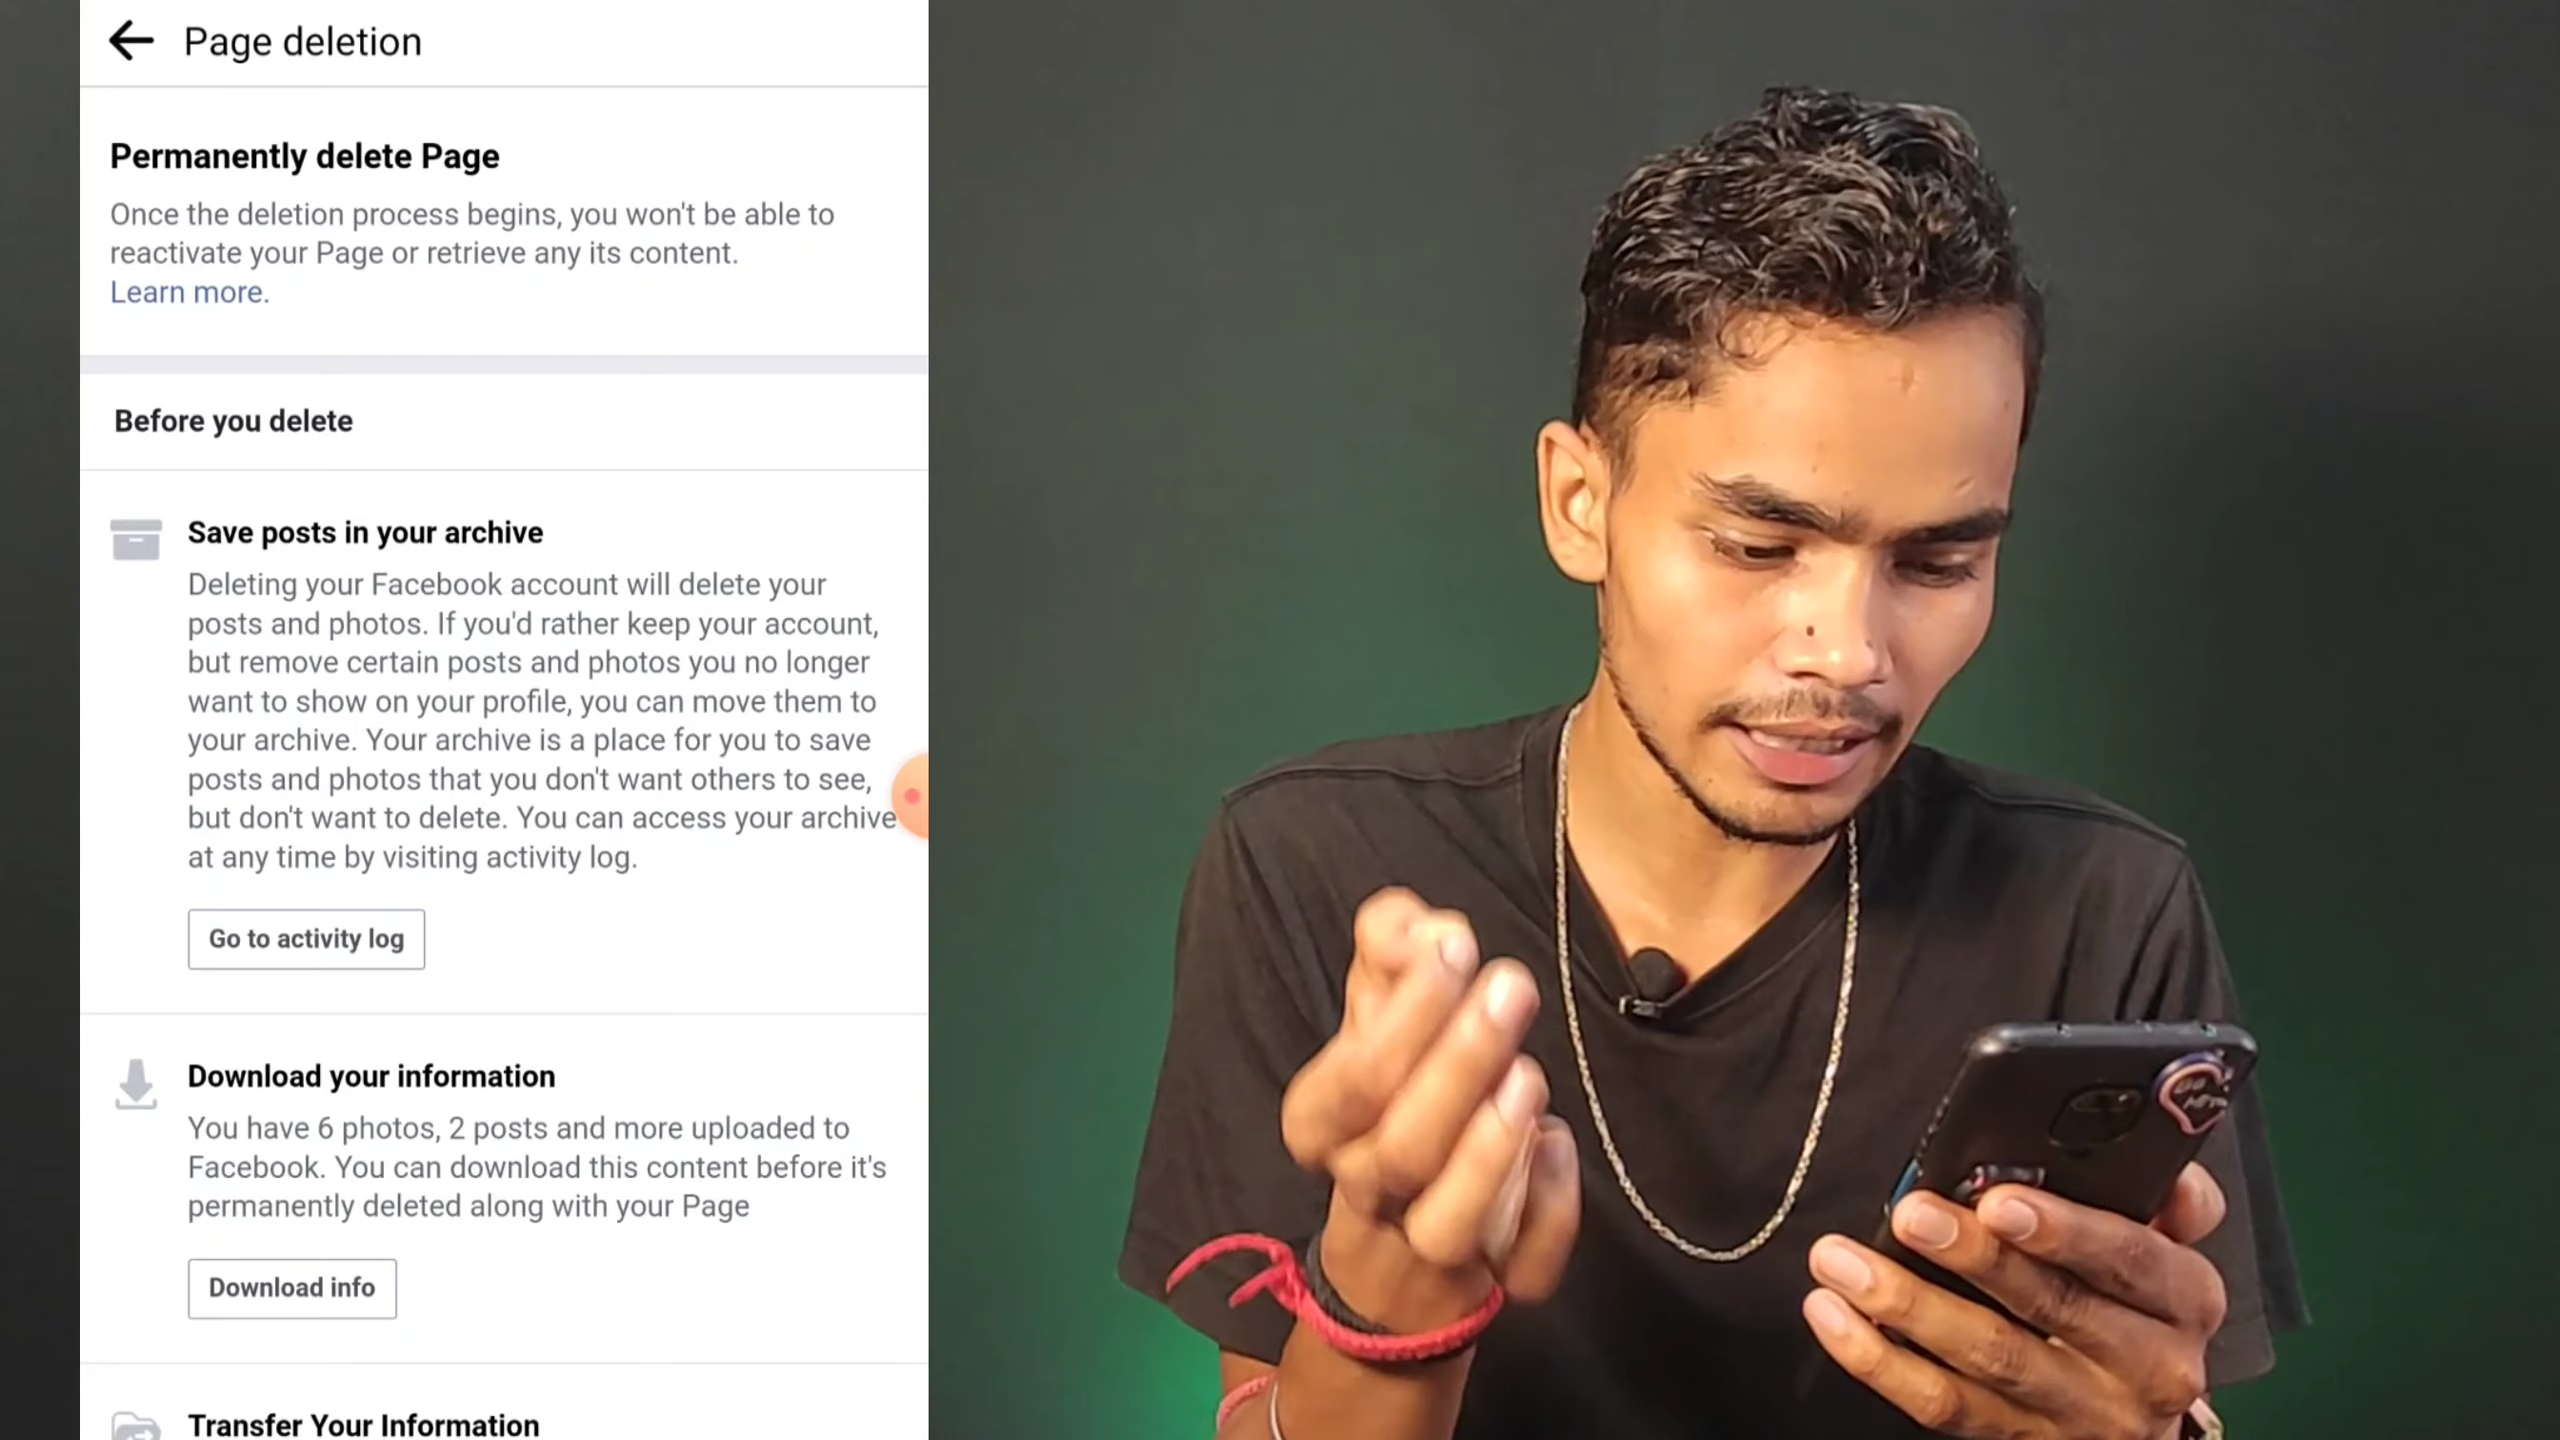 Page deletion
Permanently delete Page
Once the deletion process begins, you won't be able to
reactivate your Page or retrieve any its content.
Learn more.
Before you delete
Save posts in your archive
Deleting your Facebook account will delete your
posts and photos. If you'd rather keep your account,
but remove certain posts and photos you no longer
want to show on your profile, you can move them to
your archive. Your archive is a place for you to save
posts and photos that you don't want others to see,
but don't want to delete. You can access your archive
at any time by visiting activity log.
Go to activity log
Download your information
You have 6 photos, 2 posts and more uploaded to
Facebook. You can download this content before it's
permanently deleted along with your Page
Download info
Transfer Your Information